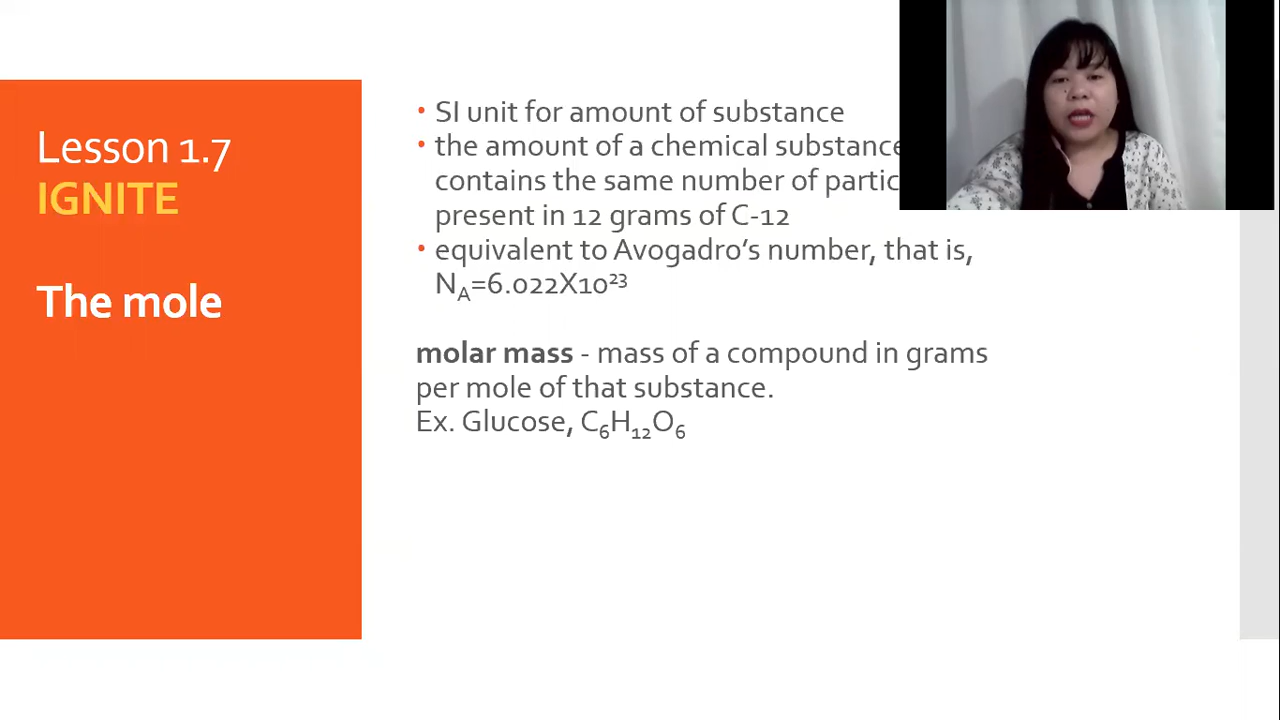 Lesson 1.7
IGNITE
The mole
• SI unit for amount of substance
• the amount of a chemical substance
contains the same number of partic
present in 12 grams of C-12
• equivalent to Avogadro’s number, that is,
N_A=6.022X10²³
molar mass - mass of a compound in grams
per mole of that substance.
Ex. Glucose, C₆H₁₂O₆